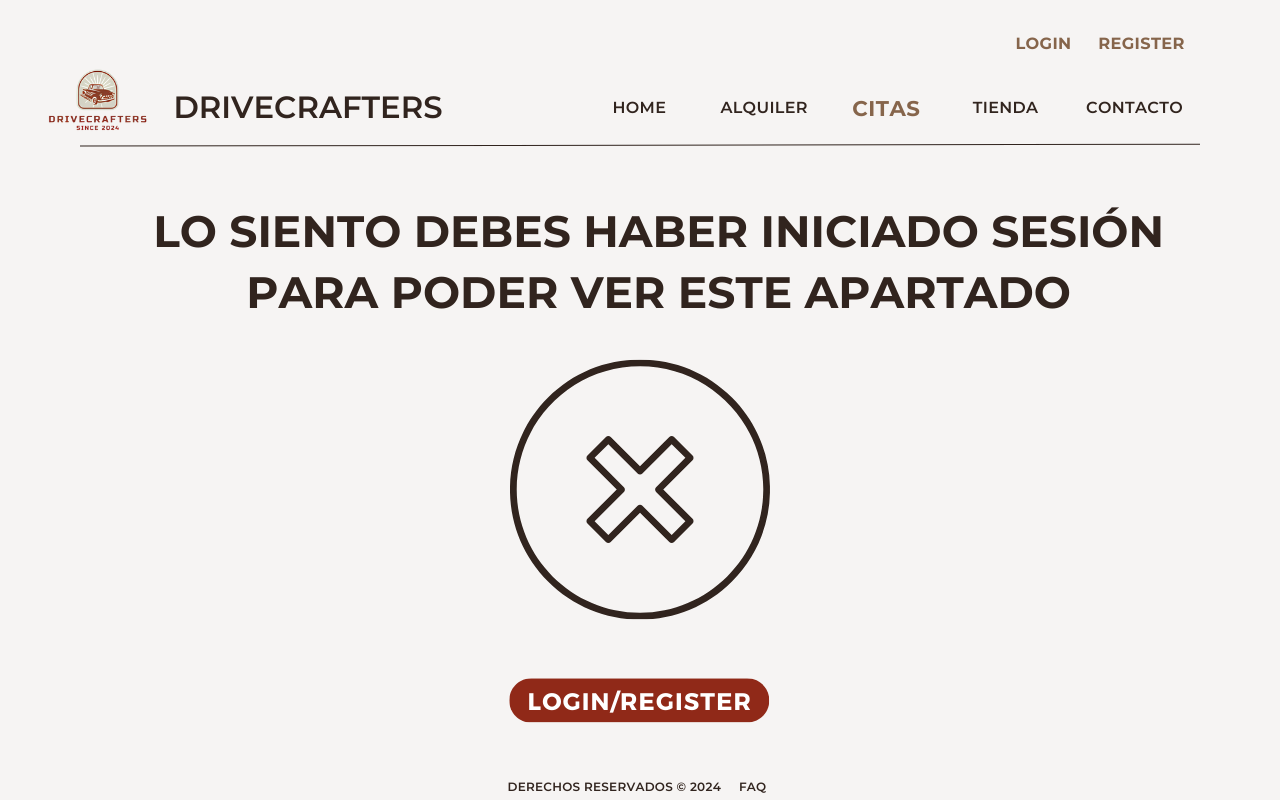 LOGIN REGISTER
DRIVECRAFTERS
SINCE 2024
DRIVECRAFTERS
HOME ALQUILER CITAS TIENDA CONTACTO
LO SIENTO DEBES HABER INICIADO SESIÓN
PARA PODER VER ESTE APARTADO
LOGIN/REGISTER
DERECHOS RESERVADOS © 2024 FAQ